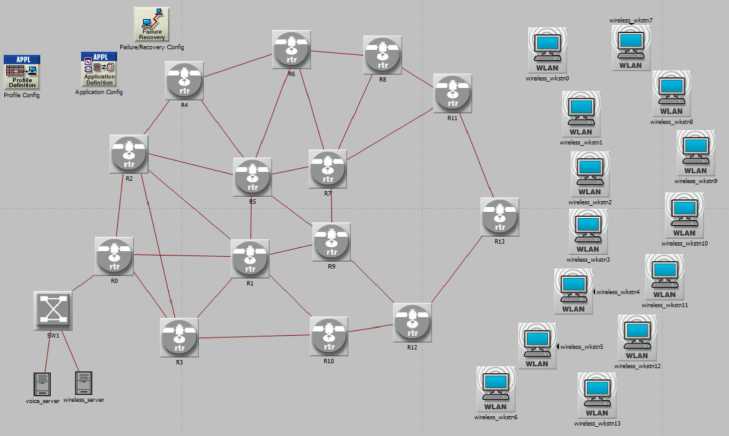 wireless_wkstn7
Failure
Recovery
Failure/Recovery Config
APPL
Profile
Definition
Profile Config
APPL
Application
Definition
Application Config
rtr
R4
rtr
R6
rtr
R8
rtr
R11
WLAN
wireless_wkstn0
WLAN
WLAN
wireless_wkstn8
WLAN
wireless_wkstn1
rtr
R2
rtr
R5
rtr
R7
WLAN
wireless_wkstn2
WLAN
wireless_wkstn9
rtr
R13
WLAN
wireless_wkstn3
WLAN
wireless_wkstn10
rtr
R0
rtr
R1
rtr
R9
WLAN
wireless_wkstn4
WLAN
wireless_wkstn11
SW1
rtr
R3
rtr
R10
rtr
R12
WLAN
wireless_wkstn5
WLAN
wireless_wkstn12
voice_server
wireless_server
WLAN
wireless_wkstn6
WLAN
wireless_wkstn13